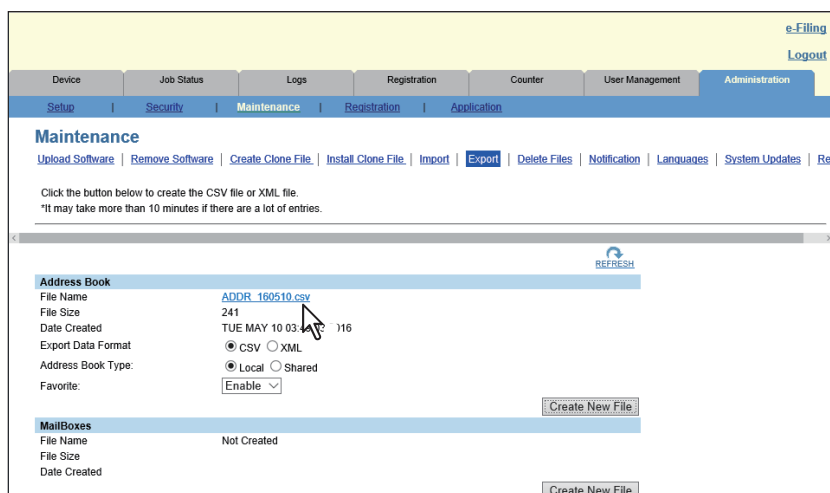 e-Filing
Logout
Device Job Status Logs Registration Counter User Management Administration
Setup | Security | Maintenance | Registration | Application
Maintenance
Upload Software | Remove Software | Create Clone File | Install Clone File | Import | Export | Delete Files | Notification | Languages | System Updates | Re
Click the button below to create the CSV file or XML file.
*It may take more than 10 minutes if there are a lot of entries.
REFRESH
Address Book
File Name ADDR_160510.csv
File Size 241
Date Created TUE MAY 10 03:4
Export Data Format CSV XML
Address Book Type: Local Shared
Favorite: Enable
Create New File
MailBoxes
File Name Not Created
File Size
Date Created
Create New File